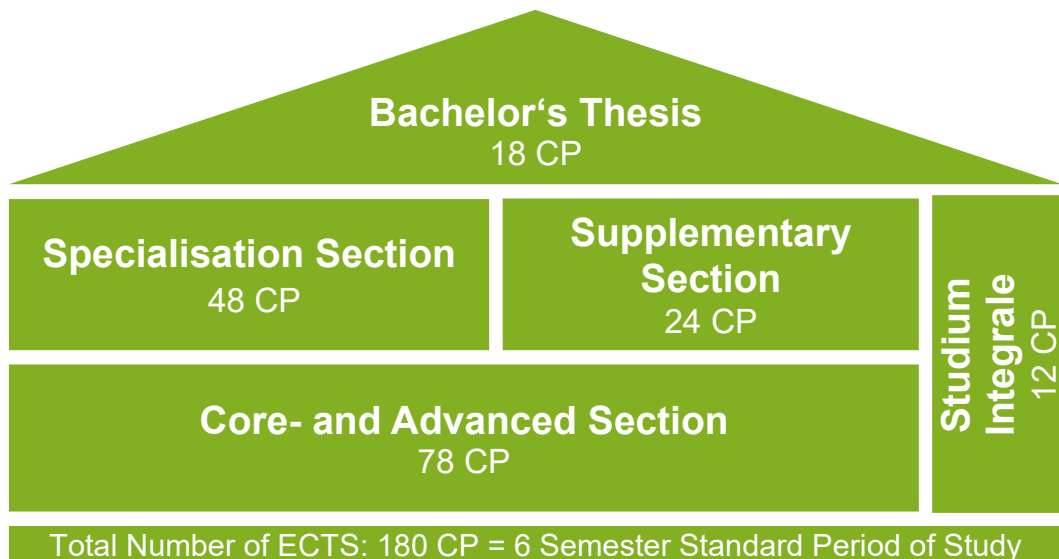 Bachelor‘s Thesis
18 CP
Specialisation Section
48 CP
Supplementary
Section
24 CP
Studium
Integrale
12 CP
Core- and Advanced Section
78 CP
Total Number of ECTS: 180 CP = 6 Semester Standard Period of Study